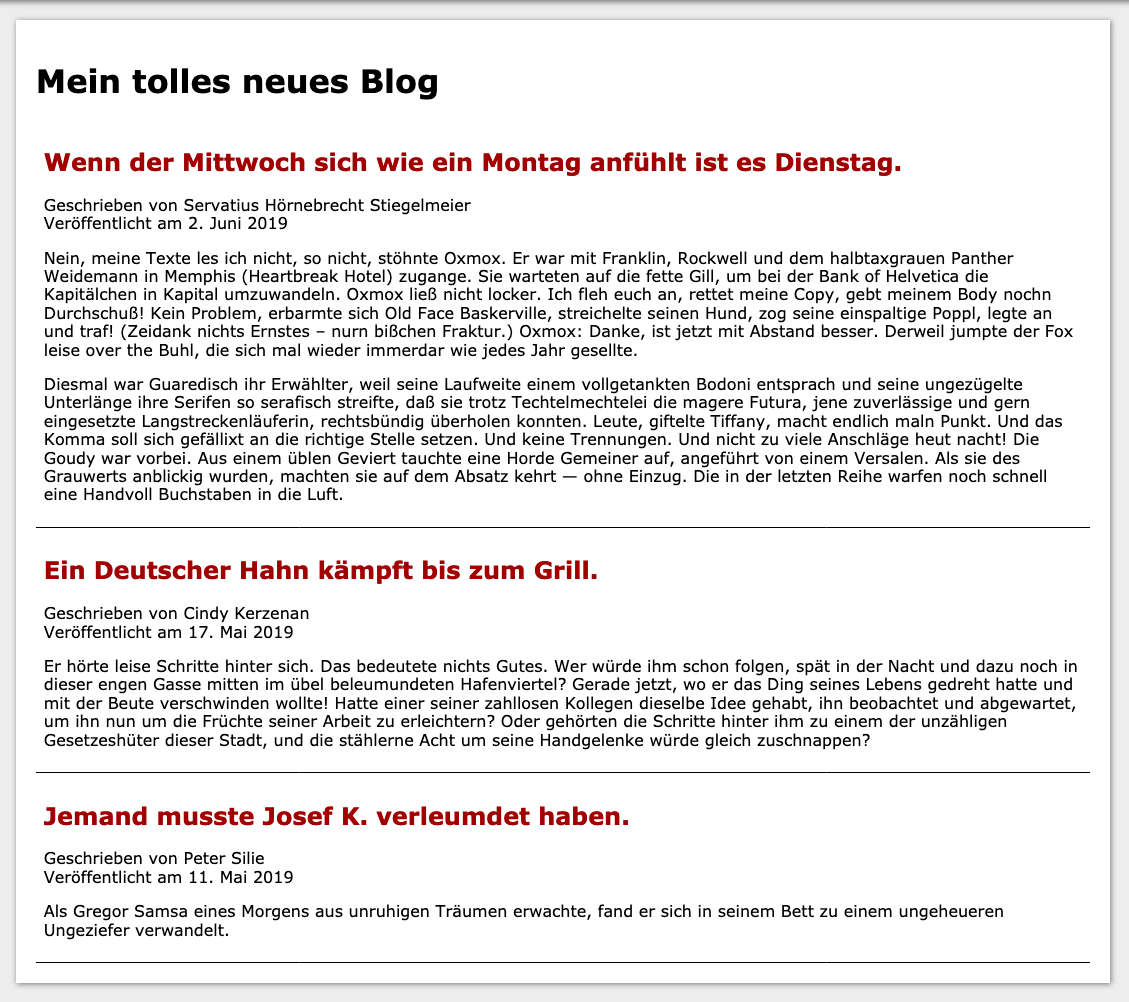 Mein tolles neues Blog
Wenn der Mittwoch sich wie ein Montag anfühlt ist es Dienstag.
Geschrieben von Servatius Hörnebrecht Stiegelmeier
Veröffentlicht am 2. Juni 2019
Nein, meine Texte les ich nicht, so nicht, stöhnte Oxmox. Er war mit Franklin, Rockwell und dem halbtaxgrauen Panther
Weidemann in Memphis (Heartbreak Hotel) zugange. Sie warteten auf die fette Gill, um bei der Bank of Helvetica die
Kapitälchen in Kapital umzuwandeln. Oxmox ließ nicht locker. Ich fleh euch an, rettet meine Copy, gebt meinem Body nochn
Durchschuß! Kein Problem, erbarmte sich Old Face Baskerville, streichelte seinen Hund, zog seine einspaltige Poppl, legte an
und traf! (Zeidank nichts Ernstes – nurn bißchen Fraktur.) Oxmox: Danke, ist jetzt mit Abstand besser. Derweil jumpte der Fox
leise over the Buhl, die sich mal wieder immerdar wie jedes Jahr gesellte.
Diesmal war Guaredisch ihr Erwählter, weil seine Laufweite einem vollgetankten Bodoni entsprach und seine ungezügelte
Unterlänge ihre Serifen so serafisch streifte, daß sie trotz Techtelmechtelei die magere Futura, jene zuverlässige und gern
eingesetzte Langstreckenläuferin, rechtsbündig überholen konnten. Leute, giftelte Tiffany, macht endlich maln Punkt. Und das
Komma soll sich gefällixt an die richtige Stelle setzen. Und keine Trennungen. Und nicht zu viele Anschläge heut nacht! Die
Goudy war vorbei. Aus einem üblen Geviert tauchte eine Horde Gemeiner auf, angeführt von einem Versalen. Als sie des
Grauwerts anblickig wurden, machten sie auf dem Absatz kehrt — ohne Einzug. Die in der letzten Reihe warfen noch schnell
eine Handvoll Buchstaben in die Luft.
Ein Deutscher Hahn kämpft bis zum Grill.
Geschrieben von Cindy Kerzenan
Veröffentlicht am 17. Mai 2019
Er hörte leise Schritte hinter sich. Das bedeutete nichts Gutes. Wer würde ihm schon folgen, spät in der Nacht und dazu noch in
dieser engen Gasse mitten im übel beleumundeten Hafenviertel? Gerade jetzt, wo er das Ding seines Lebens gedreht hatte und
mit der Beute verschwinden wollte! Hatte einer seiner zahllosen Kollegen dieselbe Idee gehabt, ihn beobachtet und abgewartet,
um ihn nun um die Früchte seiner Arbeit zu erleichtern? Oder gehörten die Schritte hinter ihm zu einem der unzähligen
Gesetzeshüter dieser Stadt, und die stählerne Acht um seine Handgelenke würde gleich zuschnappen?
Jemand musste Josef K. verleumdet haben.
Geschrieben von Peter Silie
Veröffentlicht am 11. Mai 2019
Als Gregor Samsa eines Morgens aus unruhigen Träumen erwachte, fand er sich in seinem Bett zu einem ungeheueren
Ungeziefer verwandelt.